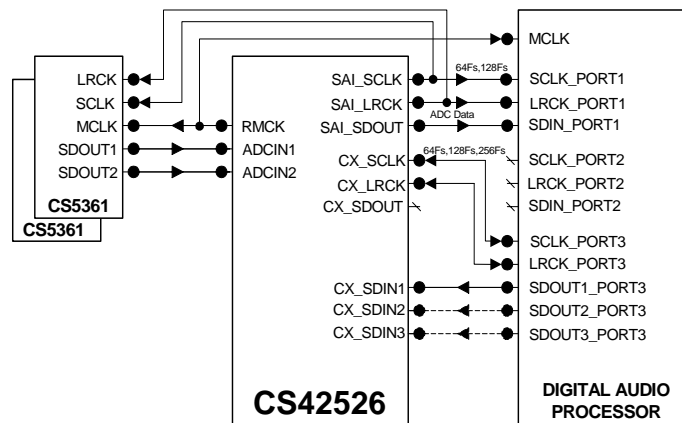 LRCK
SCLK
MCLK
SDOUT1
SDOUT2
CS5361
CS5361
RMCK
ADCIN1
ADCIN2
SAI_SCLK
SAI_LRCK
SAI_SDOUT
CX_SCLK
CX_LRCK
CX_SDOUT
CX_SDIN1
CX_SDIN2
CX_SDIN3
CS42526
64Fs,128Fs
ADC Data
64Fs,128Fs,256Fs
MCLK
SCLK_PORT1
LRCK_PORT1
SDIN_PORT1
SCLK_PORT2
LRCK_PORT2
SDIN_PORT2
SCLK_PORT3
LRCK_PORT3
SDOUT1_PORT3
SDOUT2_PORT3
SDOUT3_PORT3
DIGITAL AUDIO
PROCESSOR